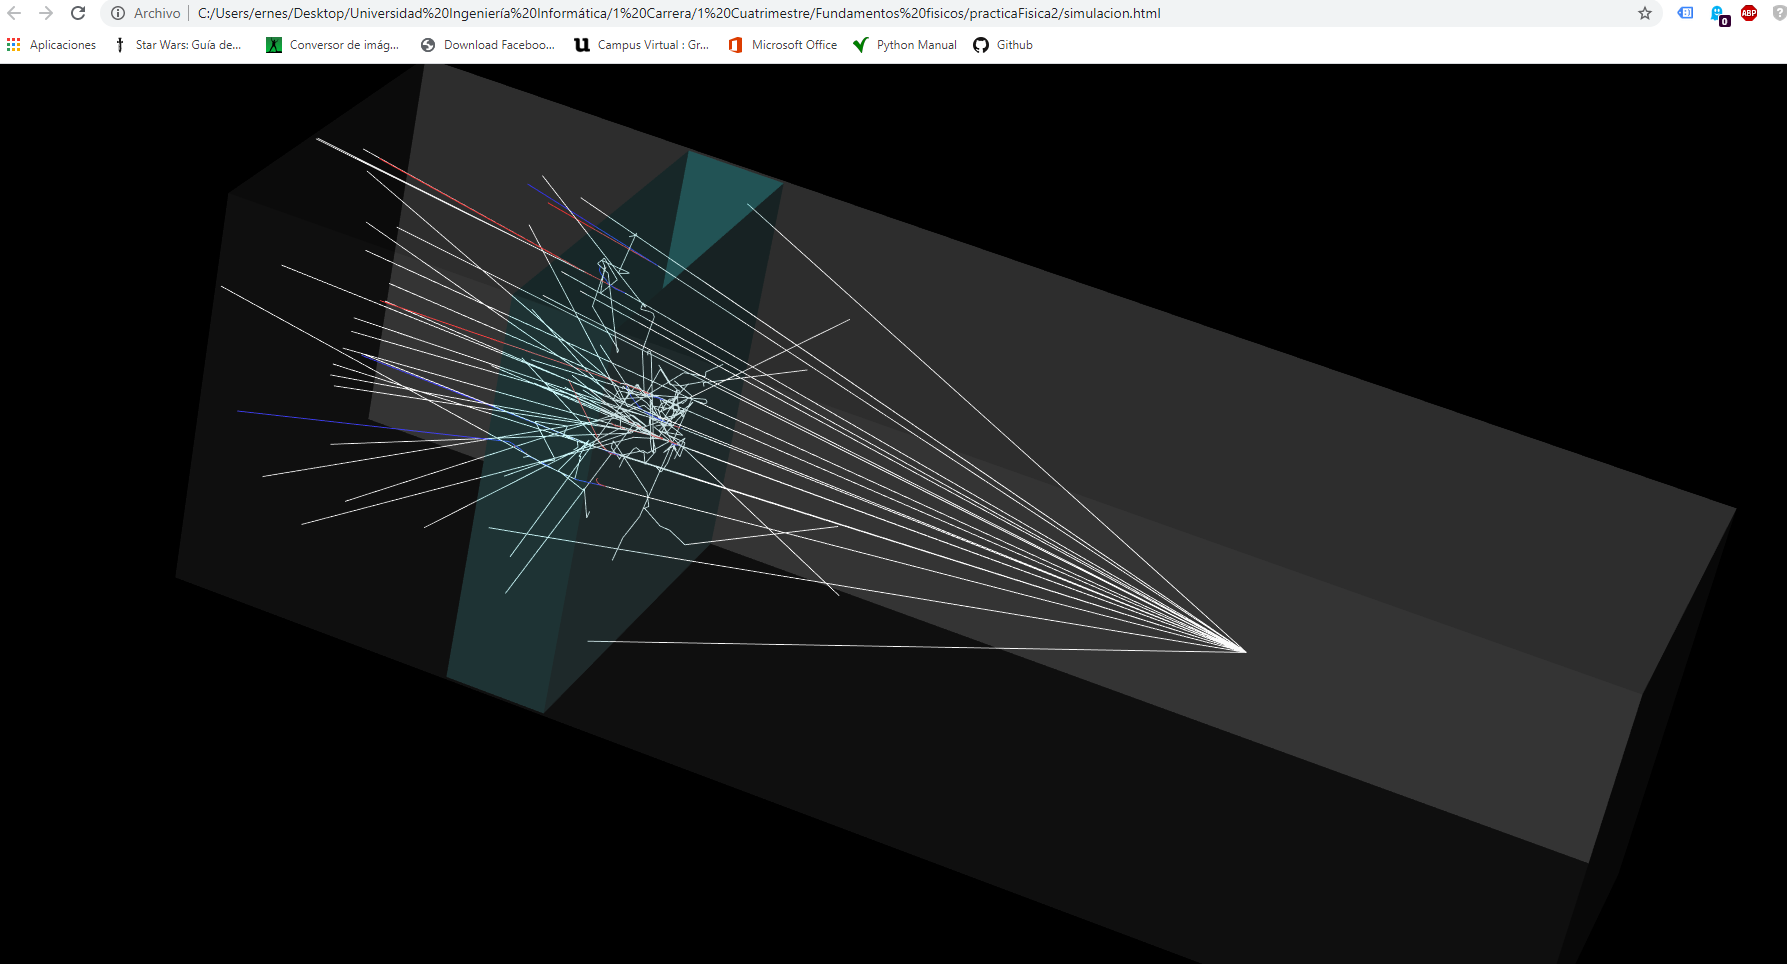 Archivo C:/Users/ernes/Desktop/Universidad%20Ingeniería%20Informática/1%20Carrera/1%20Cuatrimestre/Fundamentos%20fisicos/practicaFisica2/simulacion.html 0 ABP ?
Aplicaciones Star Wars: Guía de... Conversor de imág... Download Faceboo... Campus Virtual : Gr... Microsoft Office Python Manual Github